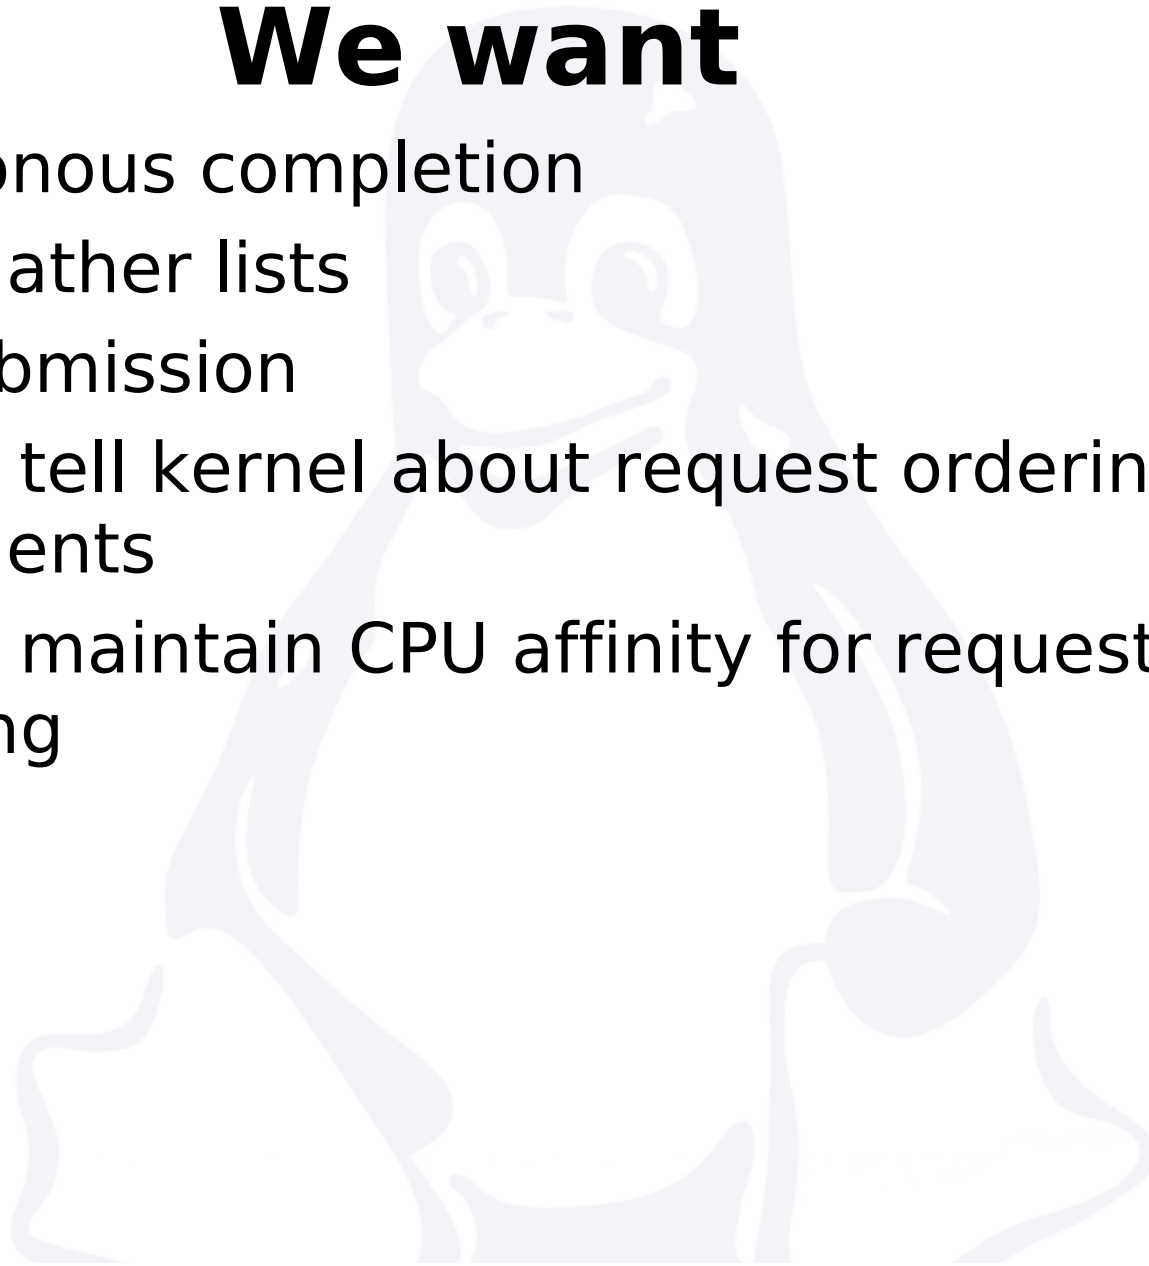 We want
onous completion
ather lists
bmission
tell kernel about request orderin
ents
maintain CPU affinity for request
ng